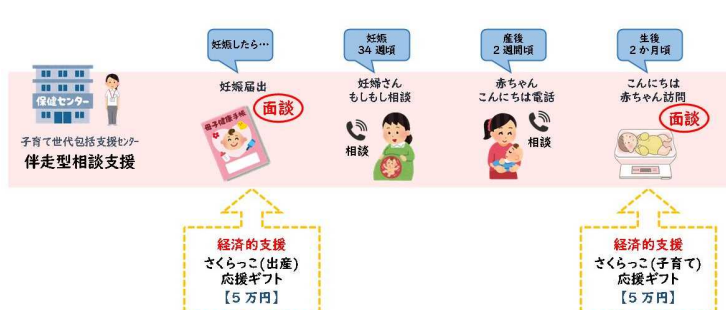 妊娠したら…
妊娠
34週頃
産後
2週間頃
生後
2か月頃
保健センター
子育て世代包括支援ｾﾝﾀｰ
伴走型相談支援
妊娠届出
面談
母子健康手帳
妊婦さん
もしもし相談
相談
赤ちゃん
こんにちは電話
相談
こんにちは
赤ちゃん訪問
面談
経済的支援
さくらっこ(出産)
応援ギフト
【5万円】
経済的支援
さくらっこ(子育て)
応援ギフト
【5万円】